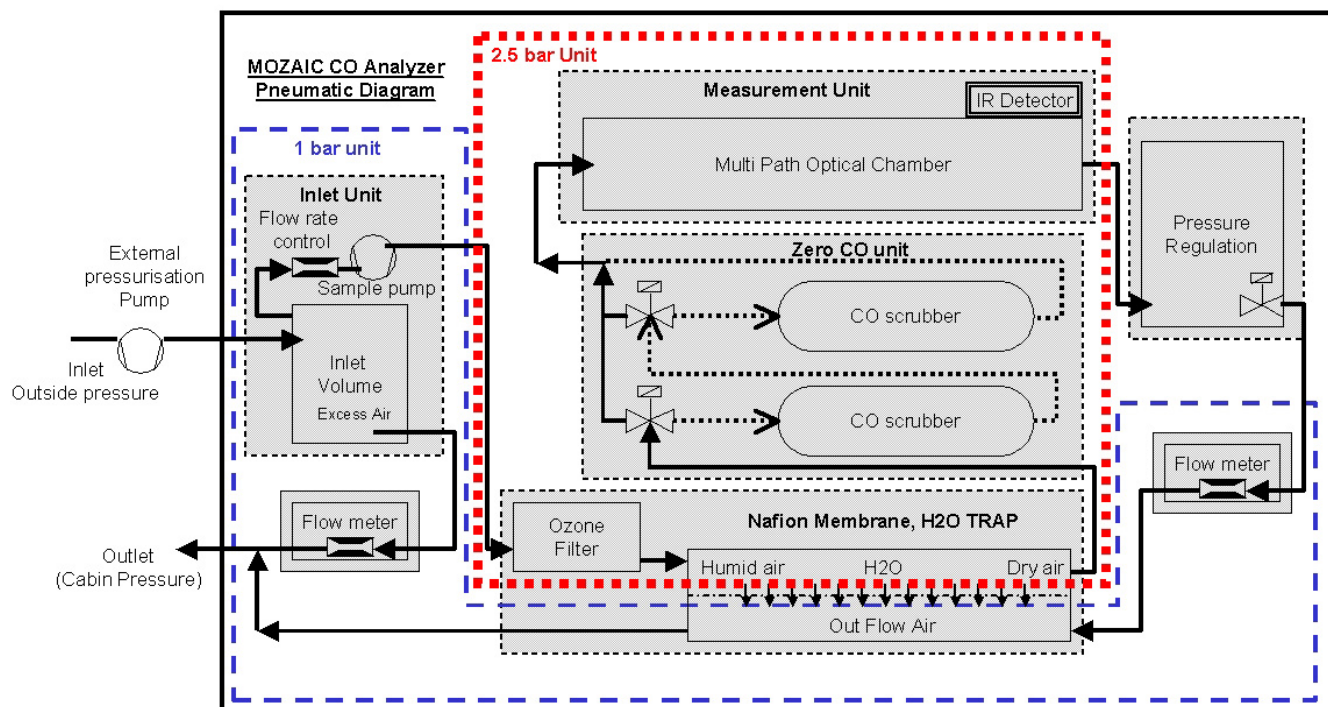 MOZAIC CO Analyzer
Pneumatic Diagram
2.5 bar Unit
Measurement Unit
IR Detector
Multi Path Optical Chamber
1 bar unit
Inlet Unit
Flow rate
control
Sample pump
External
pressurisation
Pump
Inlet
Outside pressure
Inlet
Volume
Excess Air
Zero CO unit
CO scrubber
CO scrubber
Pressure
Regulation
Flow meter
Flow meter
Outlet
(Cabin Pressure)
Ozone
Filter
Nafion Membrane, H2O TRAP
Humid air H2O Dry air
Out Flow Air